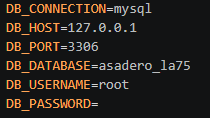 DB_CONNECTION=mysql
DB_HOST=127.0.0.1
DB_PORT=3306
DB_DATABASE=asadero_la75
DB_USERNAME=root
DB_PASSWORD=